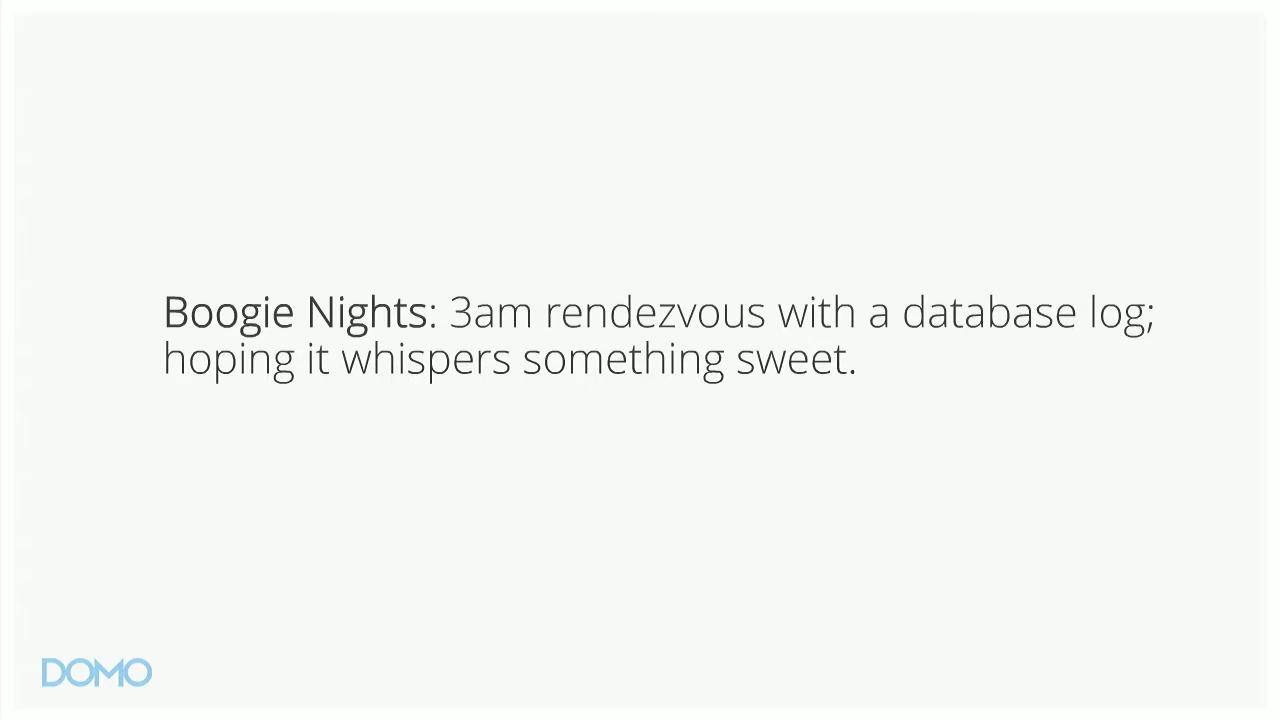 Boogie Nights: 3am rendezvous with a database log;
hoping it whispers something sweet.
DOMO